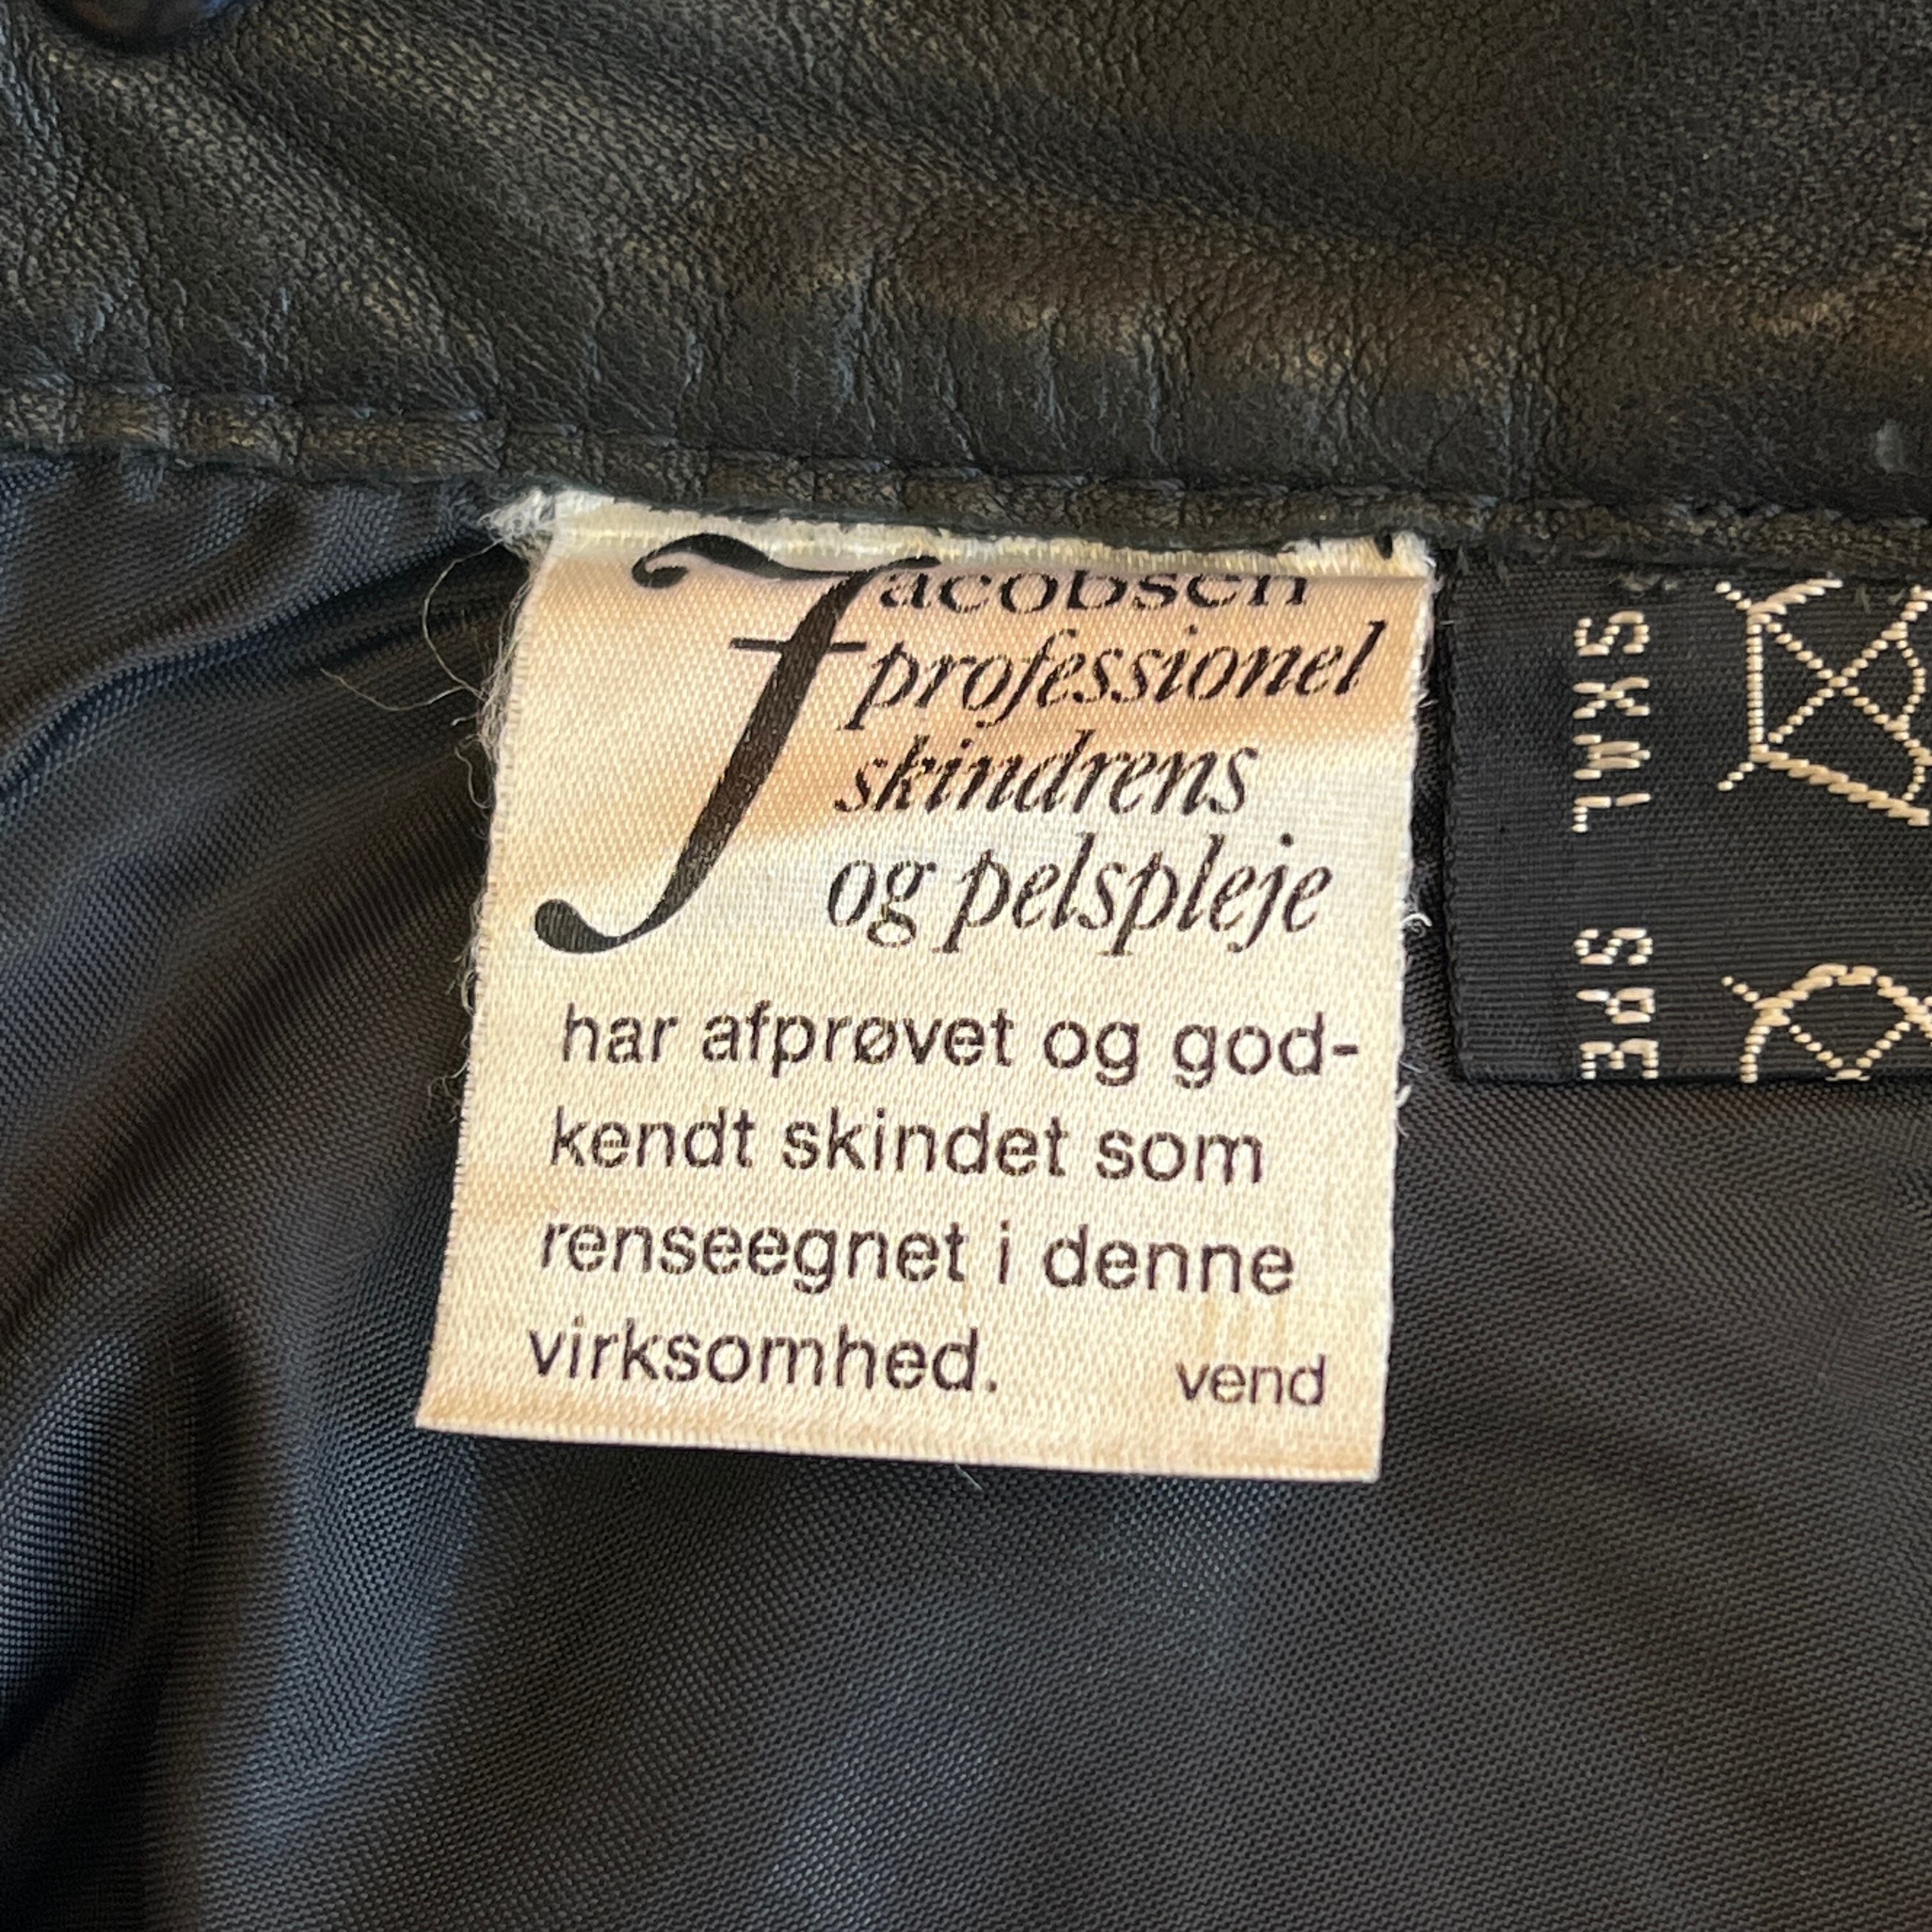 Jacobsen
professionel
skindrens
og pelspleje
har afprøvet og god-
kendt skindet som
renseegnet i denne
virksomhed.
vend